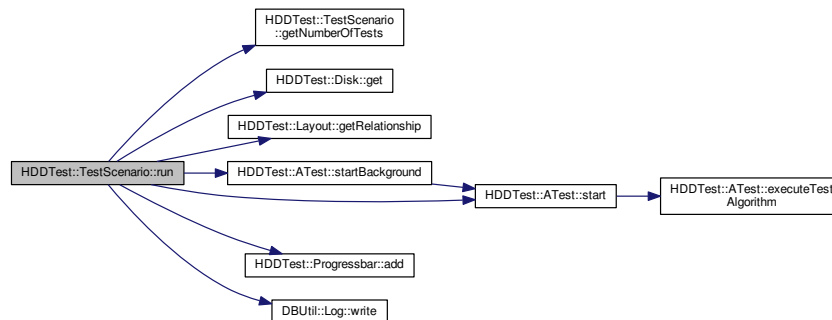 HDDTest::TestScenario
::getNumberOfTests
HDDTest::Disk::get
HDDTest::Layout::getRelationship
HDDTest::TestScenario::run
HDDTest::ATest::startBackground
HDDTest::ATest::start
HDDTest::ATest::executeTest
Algorithm
HDDTest::Progressbar::add
DBUtil::Log::write